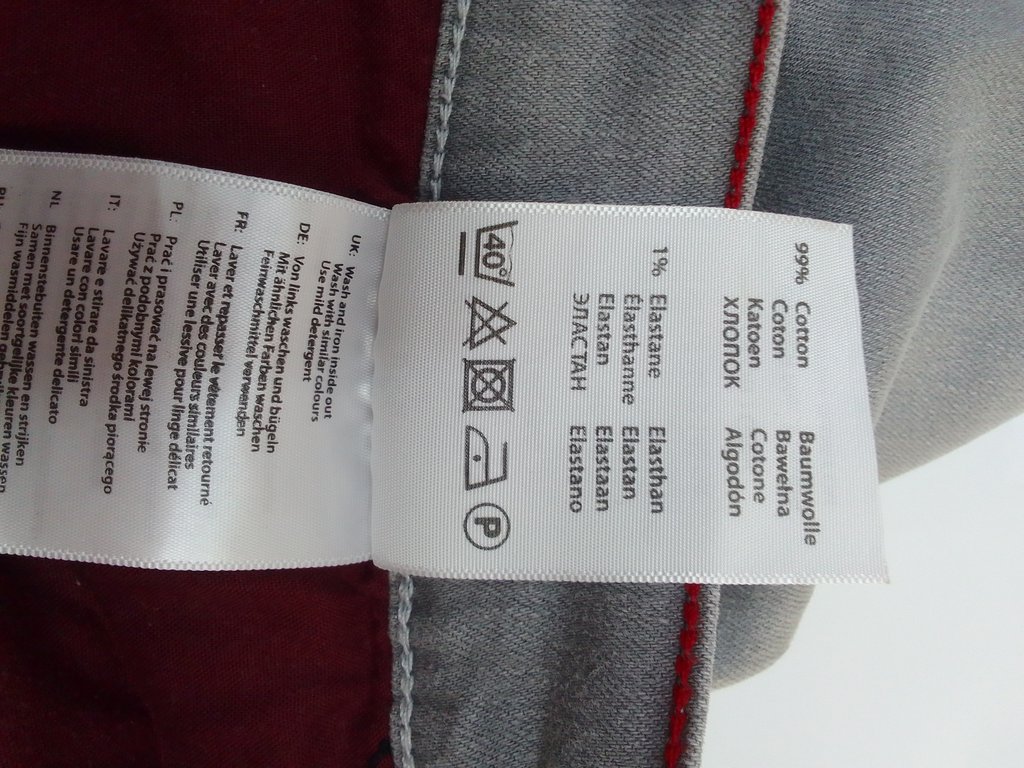 99% Cotton Baumwolle
Coton Bawełna
Katoen Cotone
ХЛОПОК Algodón
1% Elastane Elasthan
Élasthanne Elastan
Elastan Elastaan
ЭЛАСТАН Elastano
40°
P
UK: Wash and Iron inside out
Wash with similar colours
Use mild detergent
DE: Von links waschen und bügeln
Mit ähnlichen Farben waschen
Feinwaschmittel verwenden
FR: Laver et repasser le vêtement retourné
Laver avec des couleurs similaires
Utiliser une lessive pour linge délicat
PL: Prać i prasować na lewej stronie
Prać z podobnymi kolorami
Używać delikatnego środka piorącego
IT: Lavare e stirare da sinistra
Lavare con colori simili
Usare un detergente delicato
NL Binnenstebuiten wassen en strijken
Samen met soortgelijke kleuren wassen
Fijn wasmiddelen